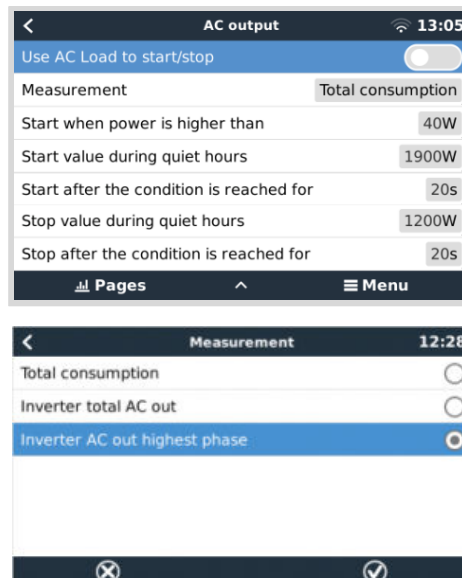 AC output 13:05
Use AC Load to start/stop
Measurement Total consumption
Start when power is higher than 40W
Start value during quiet hours 1900W
Start after the condition is reached for 20s
Stop value during quiet hours 1200W
Stop after the condition is reached for 20s
Pages Menu
Measurement 12:28
Total consumption
Inverter total AC out
Inverter AC out highest phase